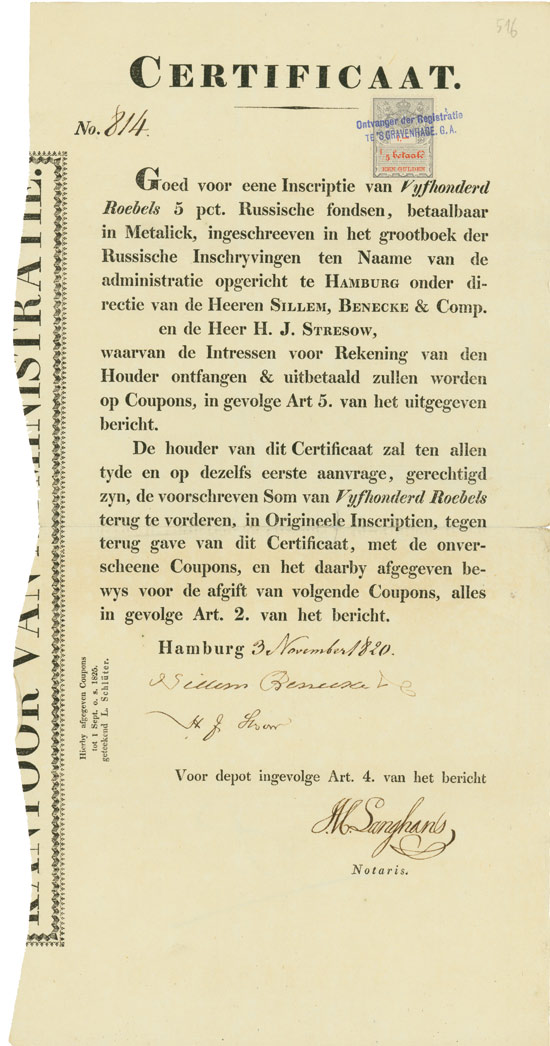 516
CERTIFICAAT.
No. 814.
Ontvanger der Registratie
TE 'S GRAVENHAGE. G. A.
5 betaald
EEN GULDEN
Goed voor eene Inscriptie van Vyfhonderd
Roebels 5 pct. Russische fondsen, betaalbaar
in Metalick, ingeschreeven in het grootboek der
Russische Inschryvingen ten Naame van de
administratie opgericht te HAMBURG onder di-
rectie van de Heeren SILLEM, BENECKE & Comp.
en de Heer H. J. STRESOW,
waarvan de Intressen voor Rekening van den
Houder ontfangen & uitbetaald zullen worden
op Coupons, in gevolge Art 5. van het uitgegeven
bericht.
De houder van dit Certificaat zal ten allen
tyde en op dezelfs eerste aanvrage, gerechtigd
zyn, de voorschreven Som van Vyfhonderd Roebels
terug te vorderen, in Origineele Inscriptien, tegen
terug gave van dit Certificaat, met de onver-
scheene Coupons, en het daarby afgegeven be-
wys voor de afgift van volgende Coupons, alles
in gevolge Art. 2. van het bericht.
Hamburg 3 November 1820.
Sillem Benecke & C
H J
Voor depot ingevolge Art. 4. van het bericht
Langhans
Notaris.
Hierby afgegeven Coupons
tot 1 Sept. o. s. 1825.
geteekend L. Schlüter.
KANTOOR VAN ADMINISTRATIE.